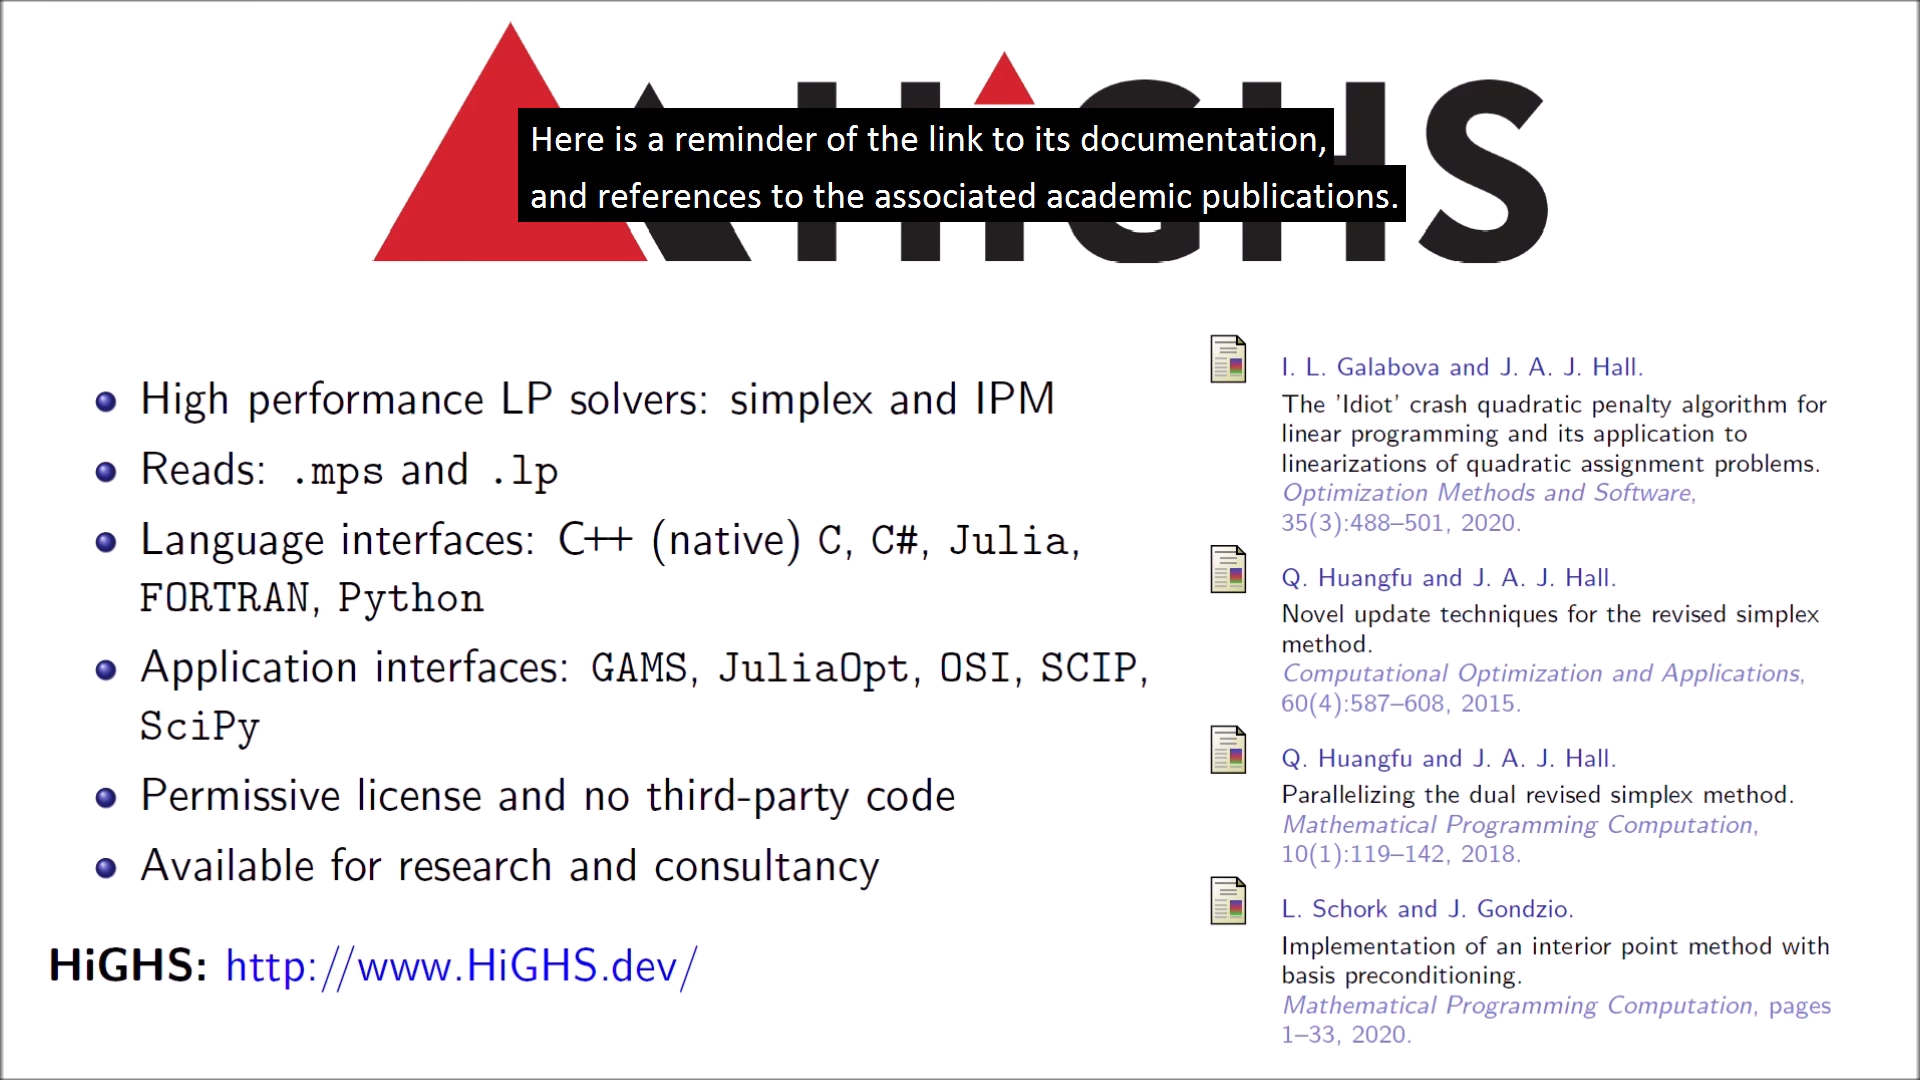 HiGHS
Here is a reminder of the link to its documentation,
and references to the associated academic publications.
High performance LP solvers: simplex and IPM
Reads: .mps and .lp
Language interfaces: C++ (native) C, C#, Julia,
FORTRAN, Python
Application interfaces: GAMS, JuliaOpt, OSI, SCIP,
SciPy
Permissive license and no third-party code
Available for research and consultancy
HiGHS: http://www.HiGHS.dev/
I. L. Galabova and J. A. J. Hall.
The 'Idiot' crash quadratic penalty algorithm for
linear programming and its application to
linearizations of quadratic assignment problems.
Optimization Methods and Software,
35(3):488–501, 2020.
Q. Huangfu and J. A. J. Hall.
Novel update techniques for the revised simplex
method.
Computational Optimization and Applications,
60(4):587–608, 2015.
Q. Huangfu and J. A. J. Hall.
Parallelizing the dual revised simplex method.
Mathematical Programming Computation,
10(1):119–142, 2018.
L. Schork and J. Gondzio.
Implementation of an interior point method with
basis preconditioning.
Mathematical Programming Computation, pages
1–33, 2020.